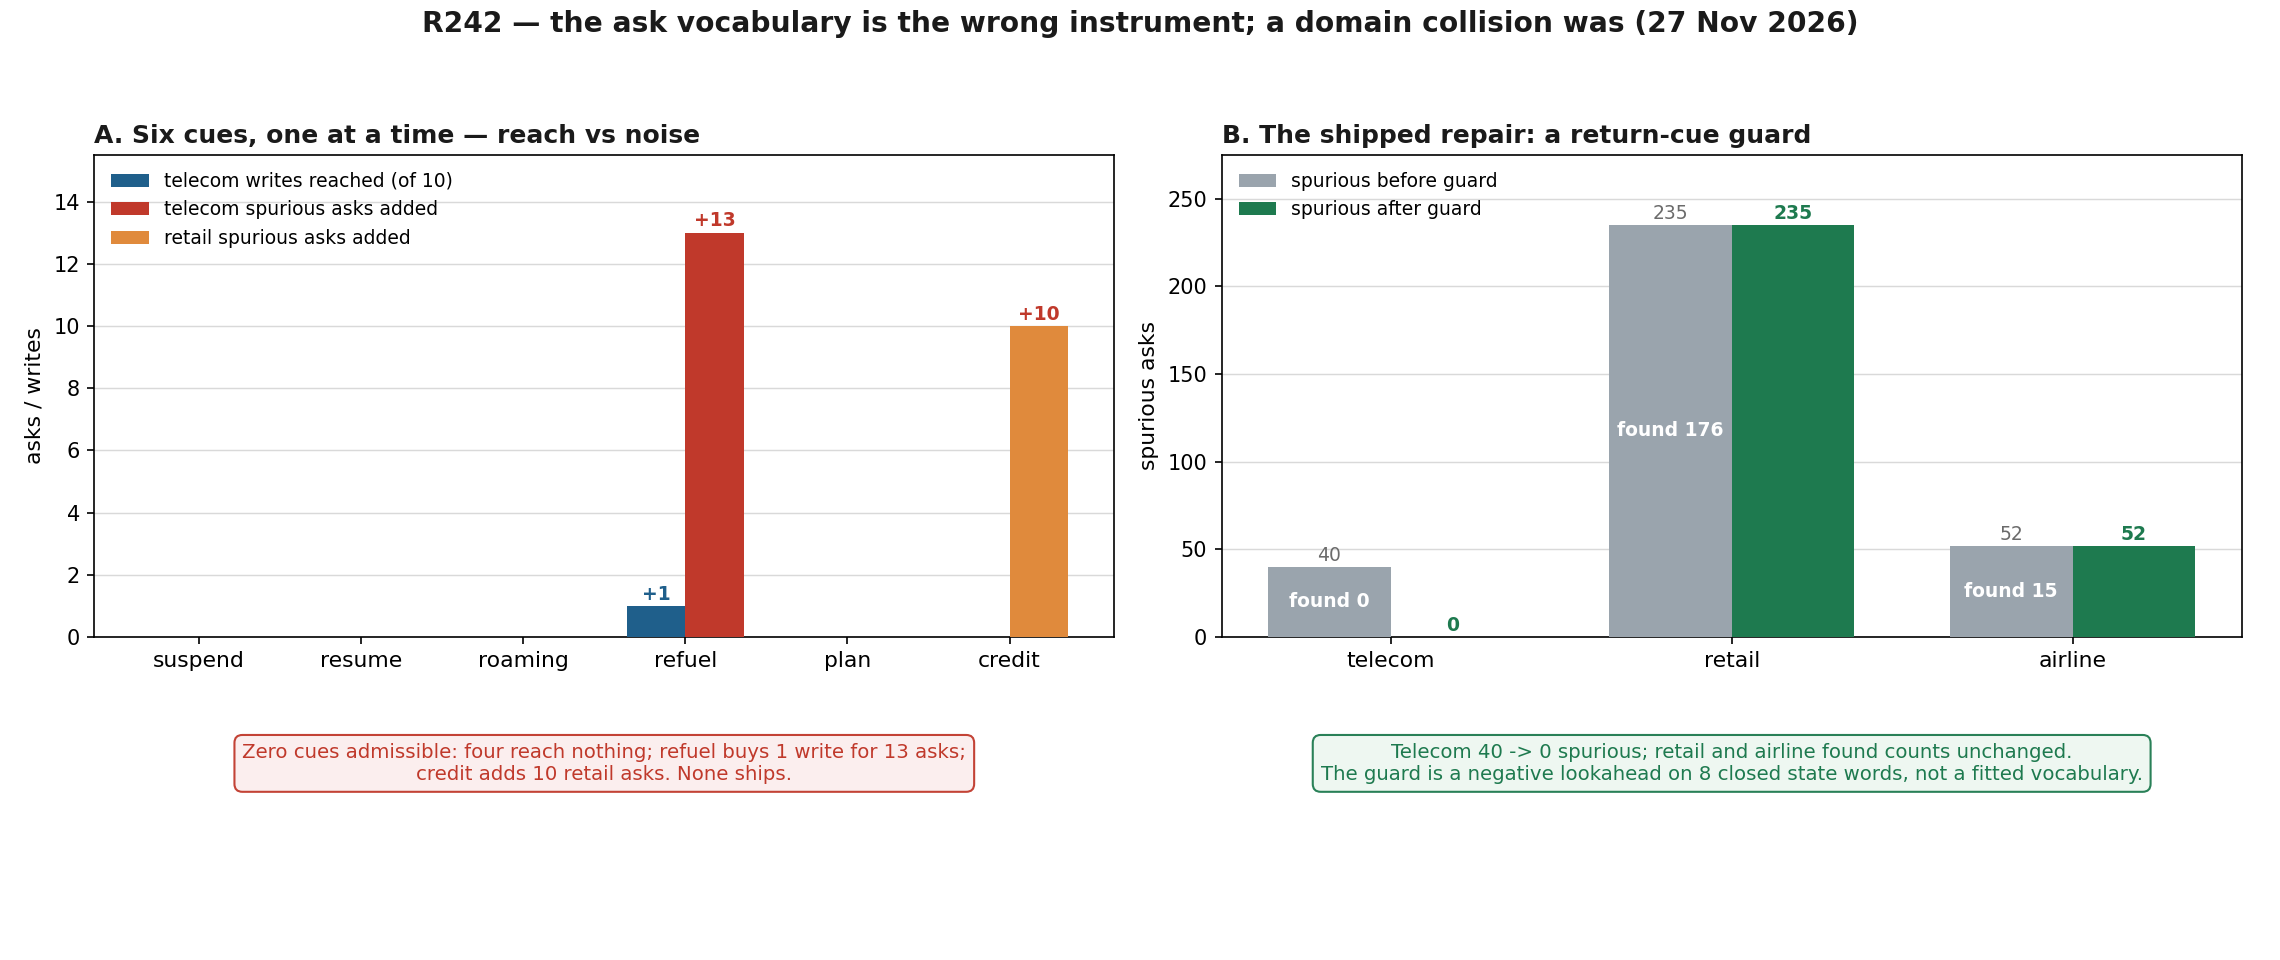 R242 — the ask vocabulary is the wrong instrument; a domain collision was (27 Nov 2026)
A. Six cues, one at a time — reach vs noise
telecom writes reached (of 10)
telecom spurious asks added
retail spurious asks added
asks / writes
14
12
10
8
6
4
2
0
+1
+13
+10
suspend
resume
roaming
refuel
plan
credit
Zero cues admissible: four reach nothing; refuel buys 1 write for 13 asks;
credit adds 10 retail asks. None ships.
B. The shipped repair: a return-cue guard
spurious before guard
spurious after guard
spurious asks
250
200
150
100
50
0
40
found 0
0
235
found 176
235
52
found 15
52
telecom
retail
airline
Telecom 40 -> 0 spurious; retail and airline found counts unchanged.
The guard is a negative lookahead on 8 closed state words, not a fitted vocabulary.